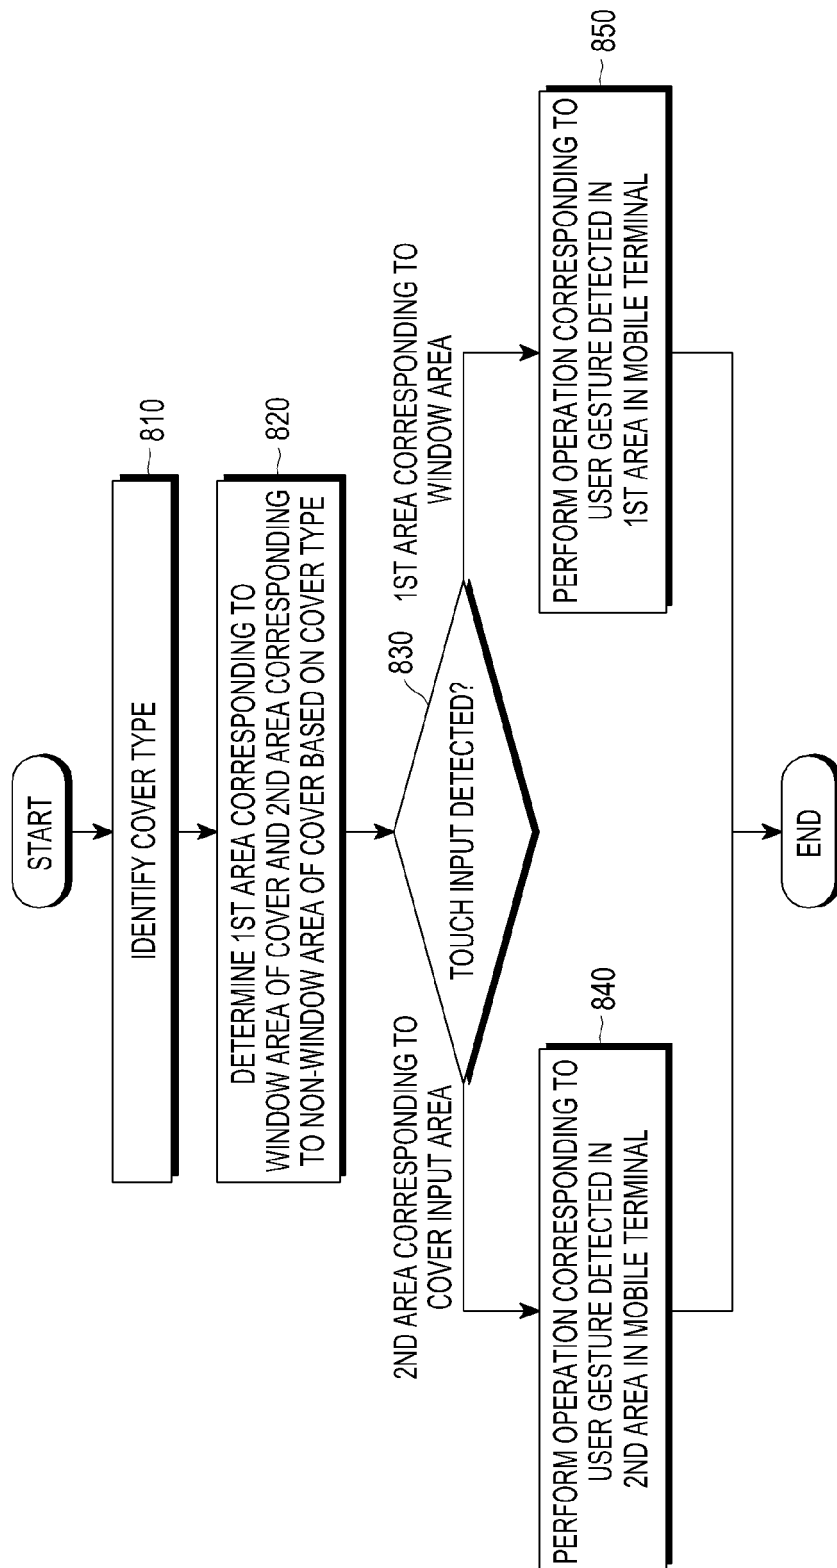 START
IDENTIFY COVER TYPE
810
DETERMINE 1ST AREA CORRESPONDING TO
WINDOW AREA OF COVER AND 2ND AREA CORRESPONDING
TO NON-WINDOW AREA OF COVER BASED ON COVER TYPE
820
TOUCH INPUT DETECTED?
830
2ND AREA CORRESPONDING TO
COVER INPUT AREA
1ST AREA CORRESPONDING TO
WINDOW AREA
PERFORM OPERATION CORRESPONDING TO
USER GESTURE DETECTED IN
2ND AREA IN MOBILE TERMINAL
840
PERFORM OPERATION CORRESPONDING TO
USER GESTURE DETECTED IN
1ST AREA IN MOBILE TERMINAL
850
END